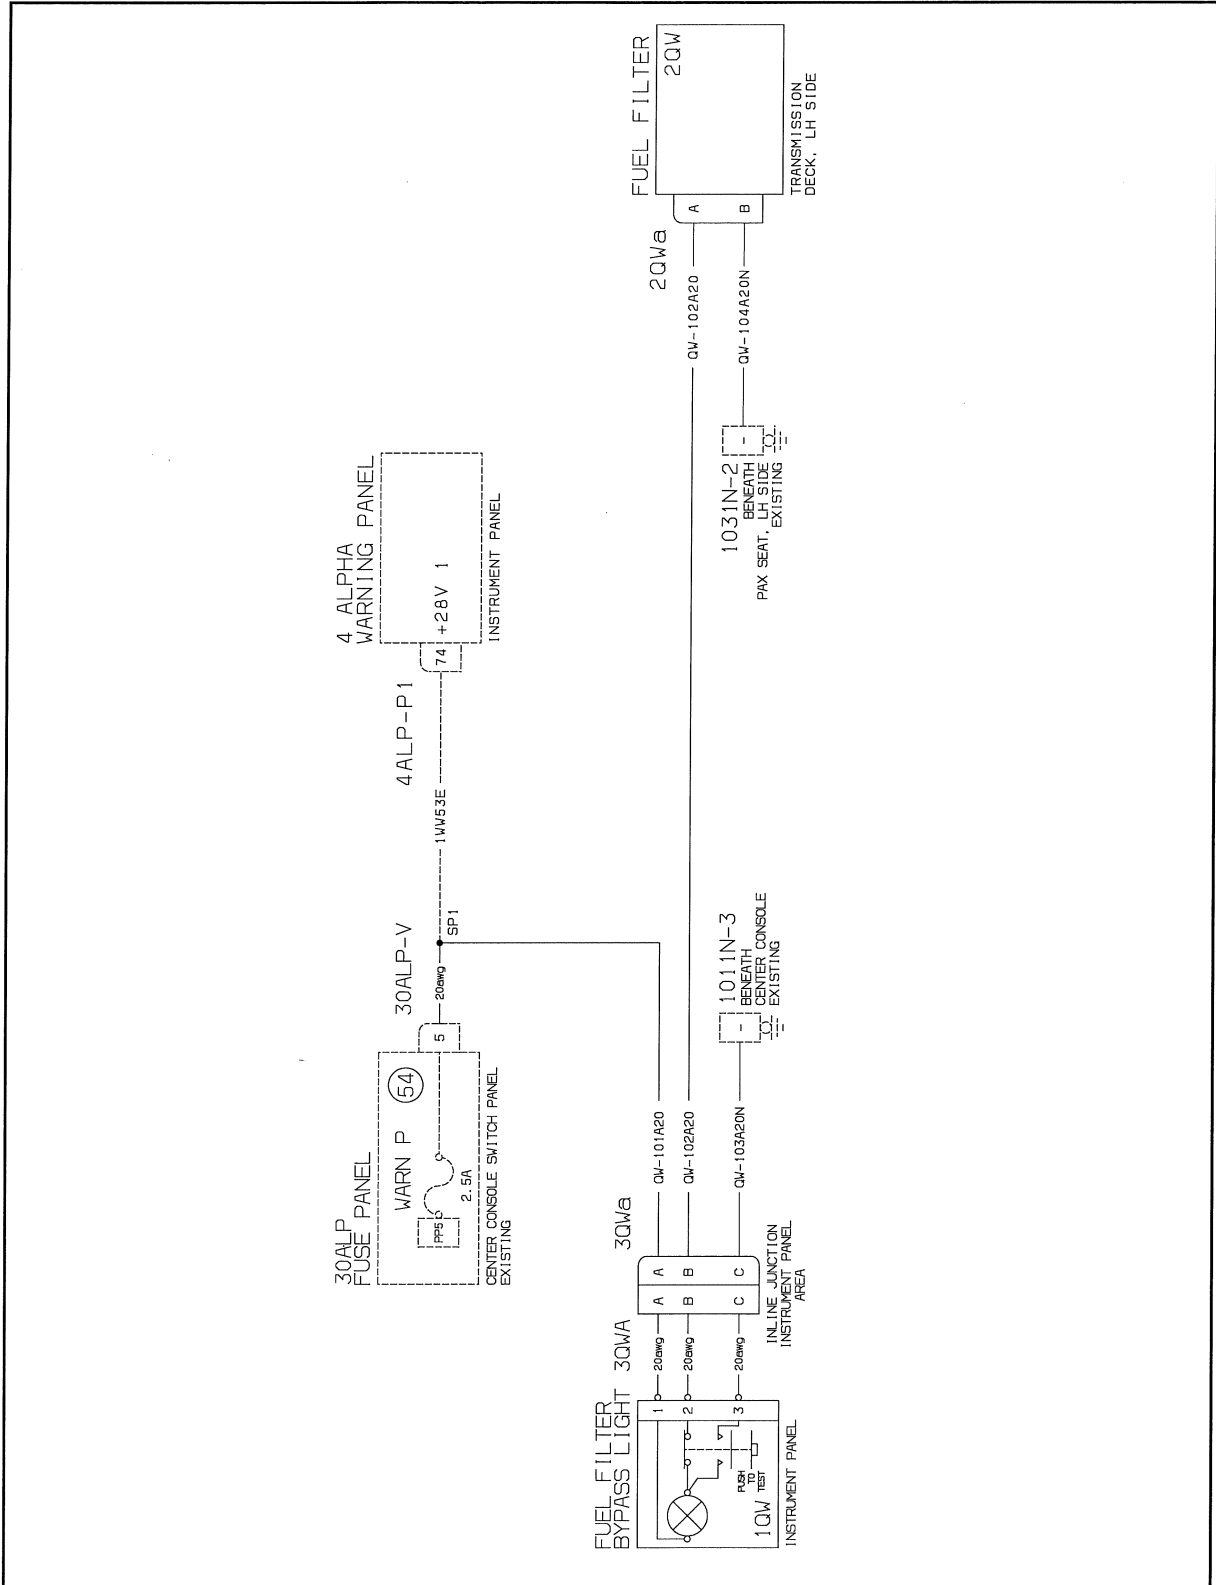 30ALP
FUSE PANEL
WARN P
54
PP5
2.5A
5
CENTER CONSOLE SWITCH PANEL
EXISTING
30ALP-V
20awg
SP1
1WW53E
4ALP-P1
74
4 ALPHA
WARNING PANEL
+28V 1
INSTRUMENT PANEL
FUEL FILTER
BYPASS LIGHT
1QW
PUSH
TO
TEST
1
2
3
INSTRUMENT PANEL
3QWA
20awg
20awg
20awg
A
B
C
A
B
C
INLINE JUNCTION
INSTRUMENT PANEL
AREA
3QWa
QW-101A20
QW-102A20
QW-103A20N
-
1011N-3
BENEATH
CENTER CONSOLE
EXISTING
1031N-2
BENEATH
PAX SEAT, LH SIDE
EXISTING
-
QW-102A20
QW-104A20N
2QWa
A
B
FUEL FILTER
2QW
TRANSMISSION
DECK, LH SIDE